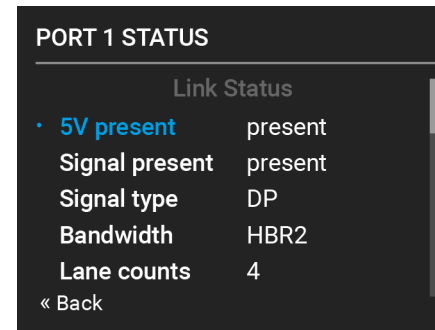 PORT 1 STATUS
Link Status
• 5V present present
Signal present present
Signal type DP
Bandwidth HBR2
Lane counts 4
« Back